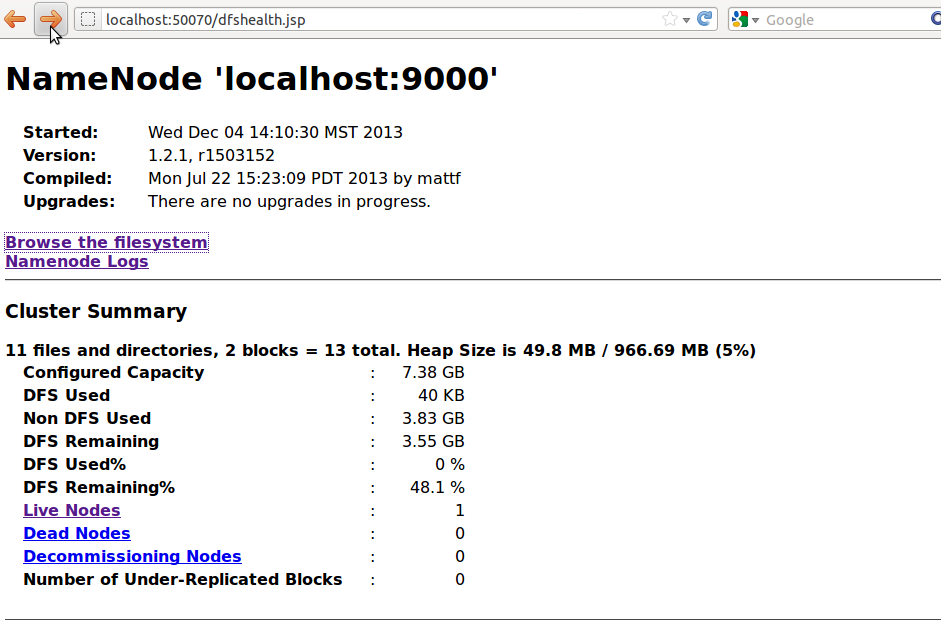 localhost:50070/dfshealth.jsp Google
NameNode 'localhost:9000'
Started: Wed Dec 04 14:10:30 MST 2013
Version: 1.2.1, r1503152
Compiled: Mon Jul 22 15:23:09 PDT 2013 by mattf
Upgrades: There are no upgrades in progress.
Browse the filesystem
Namenode Logs
Cluster Summary
11 files and directories, 2 blocks = 13 total. Heap Size is 49.8 MB / 966.69 MB (5%)
Configured Capacity : 7.38 GB
DFS Used : 40 KB
Non DFS Used : 3.83 GB
DFS Remaining : 3.55 GB
DFS Used% : 0 %
DFS Remaining% : 48.1 %
Live Nodes : 1
Dead Nodes : 0
Decommissioning Nodes : 0
Number of Under-Replicated Blocks : 0